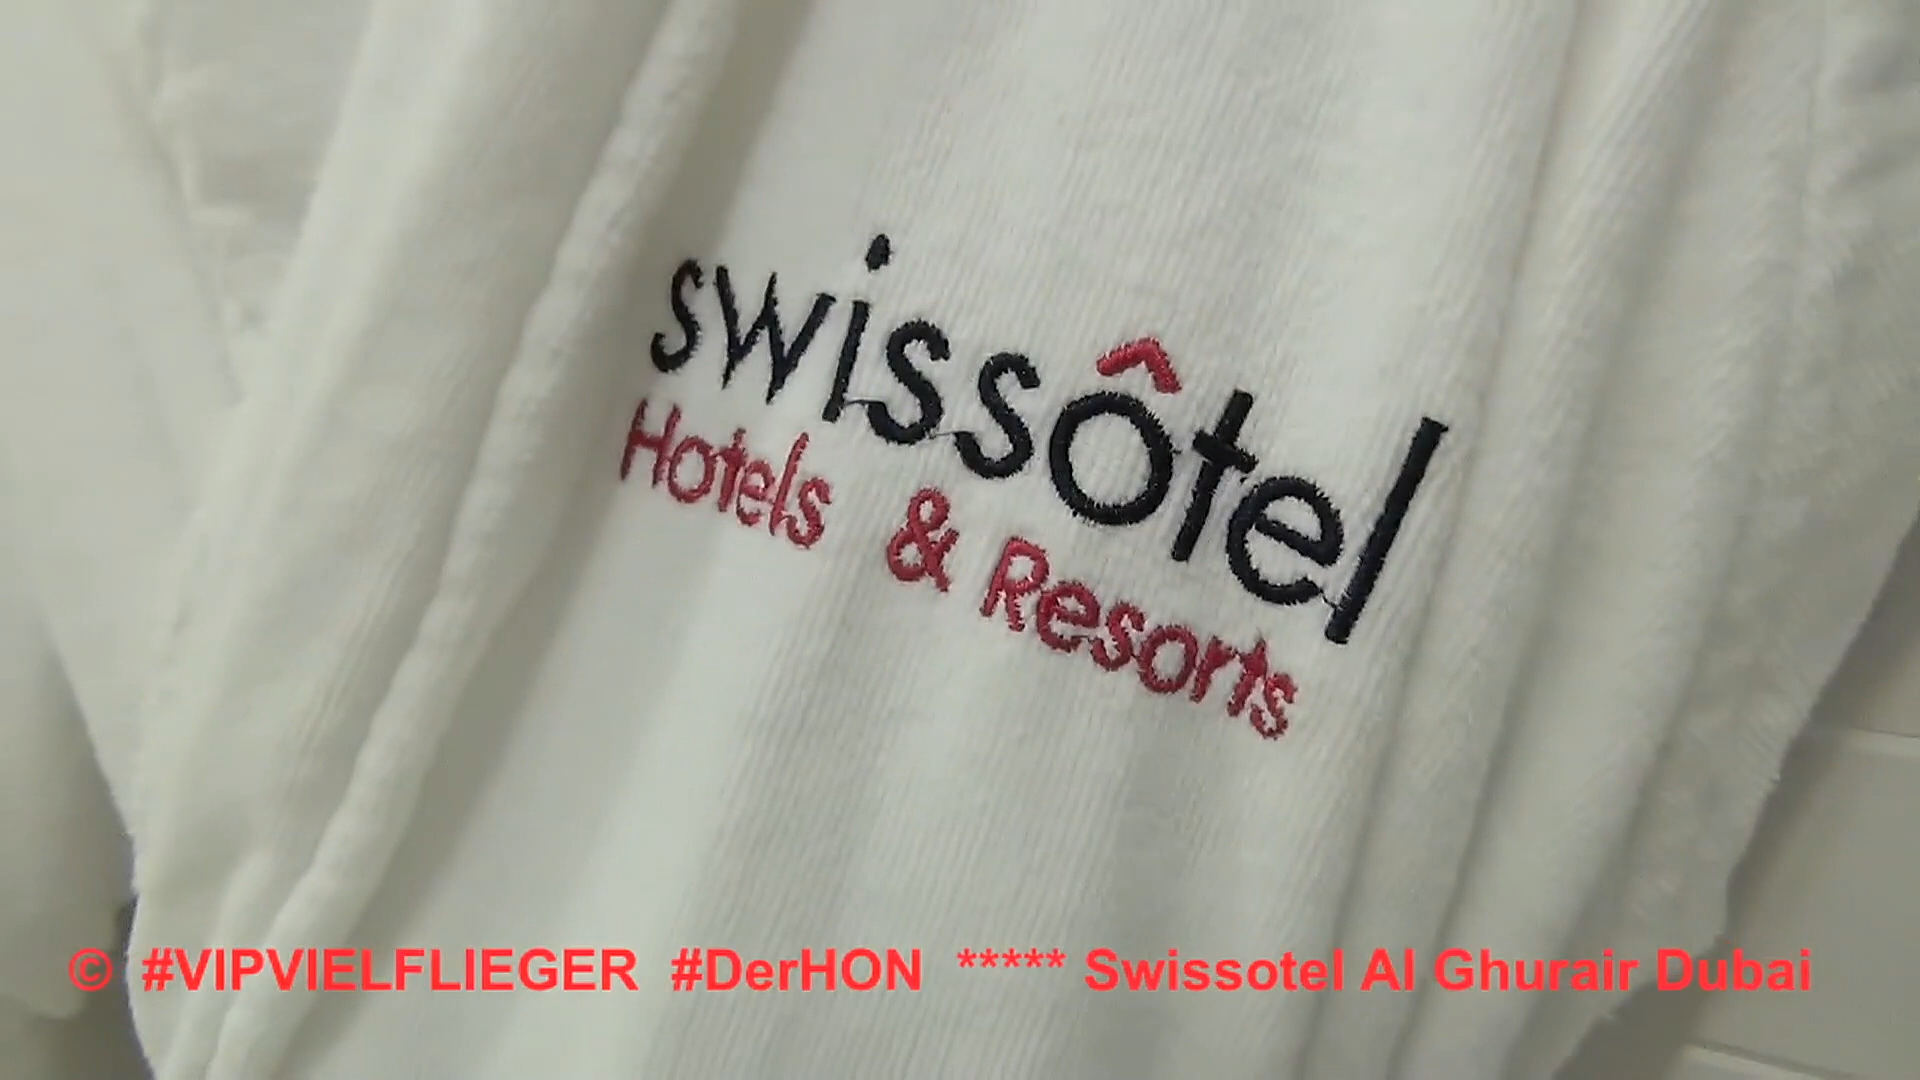 swissôtel
Hotels & Resorts
© #VIPVIELFLIEGER #DerHON ***** Swissotel Al Ghurair Dubai